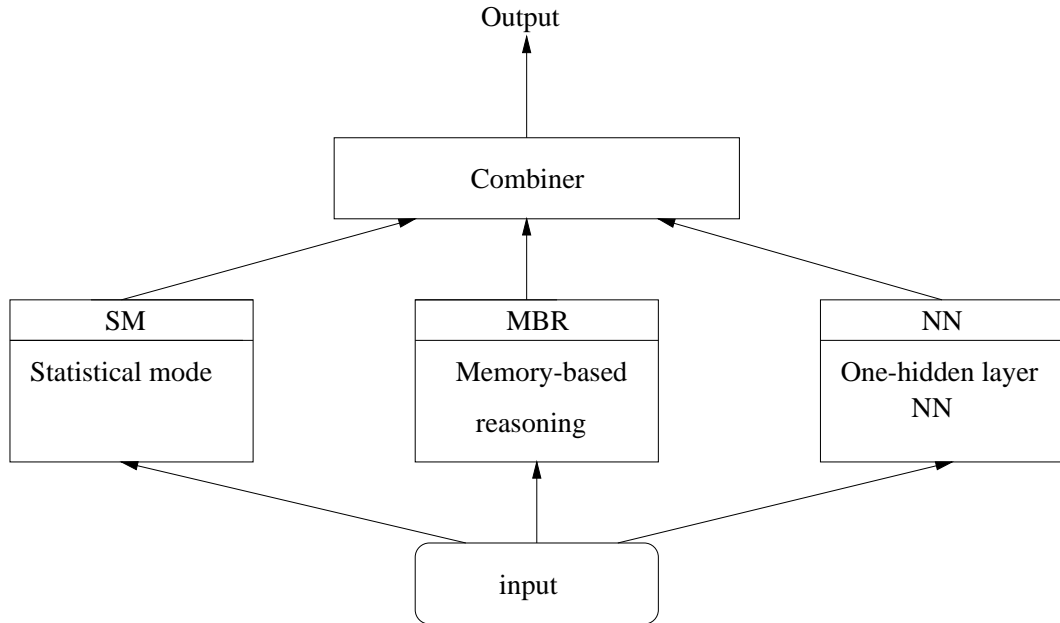 Output
Combiner
SM
Statistical mode
MBR
Memory-based
reasoning
NN
One-hidden layer
NN
input